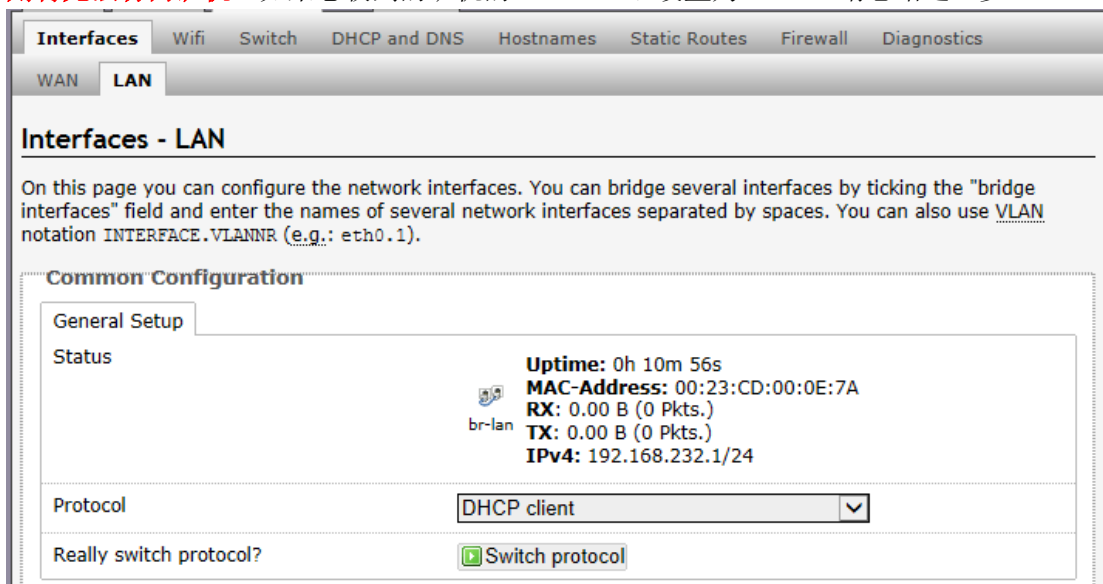 Interfaces Wifi Switch DHCP and DNS Hostnames Static Routes Firewall Diagnostics
WAN LAN
Interfaces - LAN
On this page you can configure the network interfaces. You can bridge several interfaces by ticking the "bridge
interfaces" field and enter the names of several network interfaces separated by spaces. You can also use VLAN
notation INTERFACE.VLANNR (e.g.: eth0.1).
Common Configuration
General Setup
Status
Uptime: 0h 10m 56s
MAC-Address: 00:23:CD:00:0E:7A
RX: 0.00 B (0 Pkts.)
br-lan
TX: 0.00 B (0 Pkts.)
IPv4: 192.168.232.1/24
Protocol DHCP client
Really switch protocol? Switch protocol